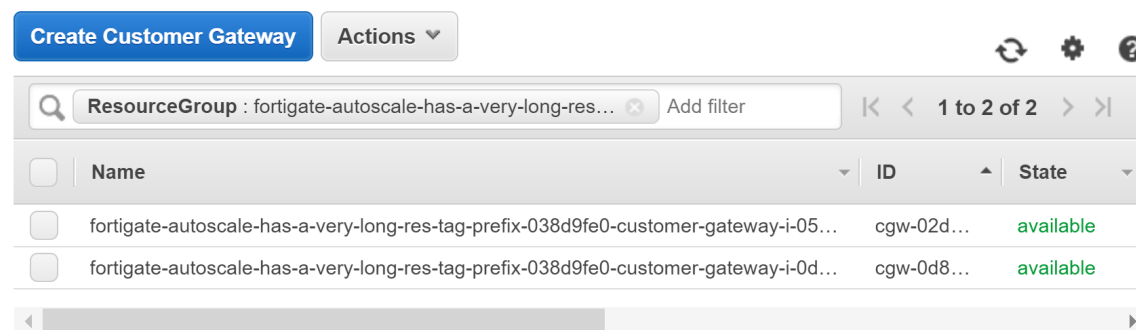 Create Customer Gateway Actions
ResourceGroup : fortigate-autoscale-has-a-very-long-res... Add filter 1 to 2 of 2
Name ID State
fortigate-autoscale-has-a-very-long-res-tag-prefix-038d9fe0-customer-gateway-i-05... cgw-02d... available
fortigate-autoscale-has-a-very-long-res-tag-prefix-038d9fe0-customer-gateway-i-0d... cgw-0d8... available